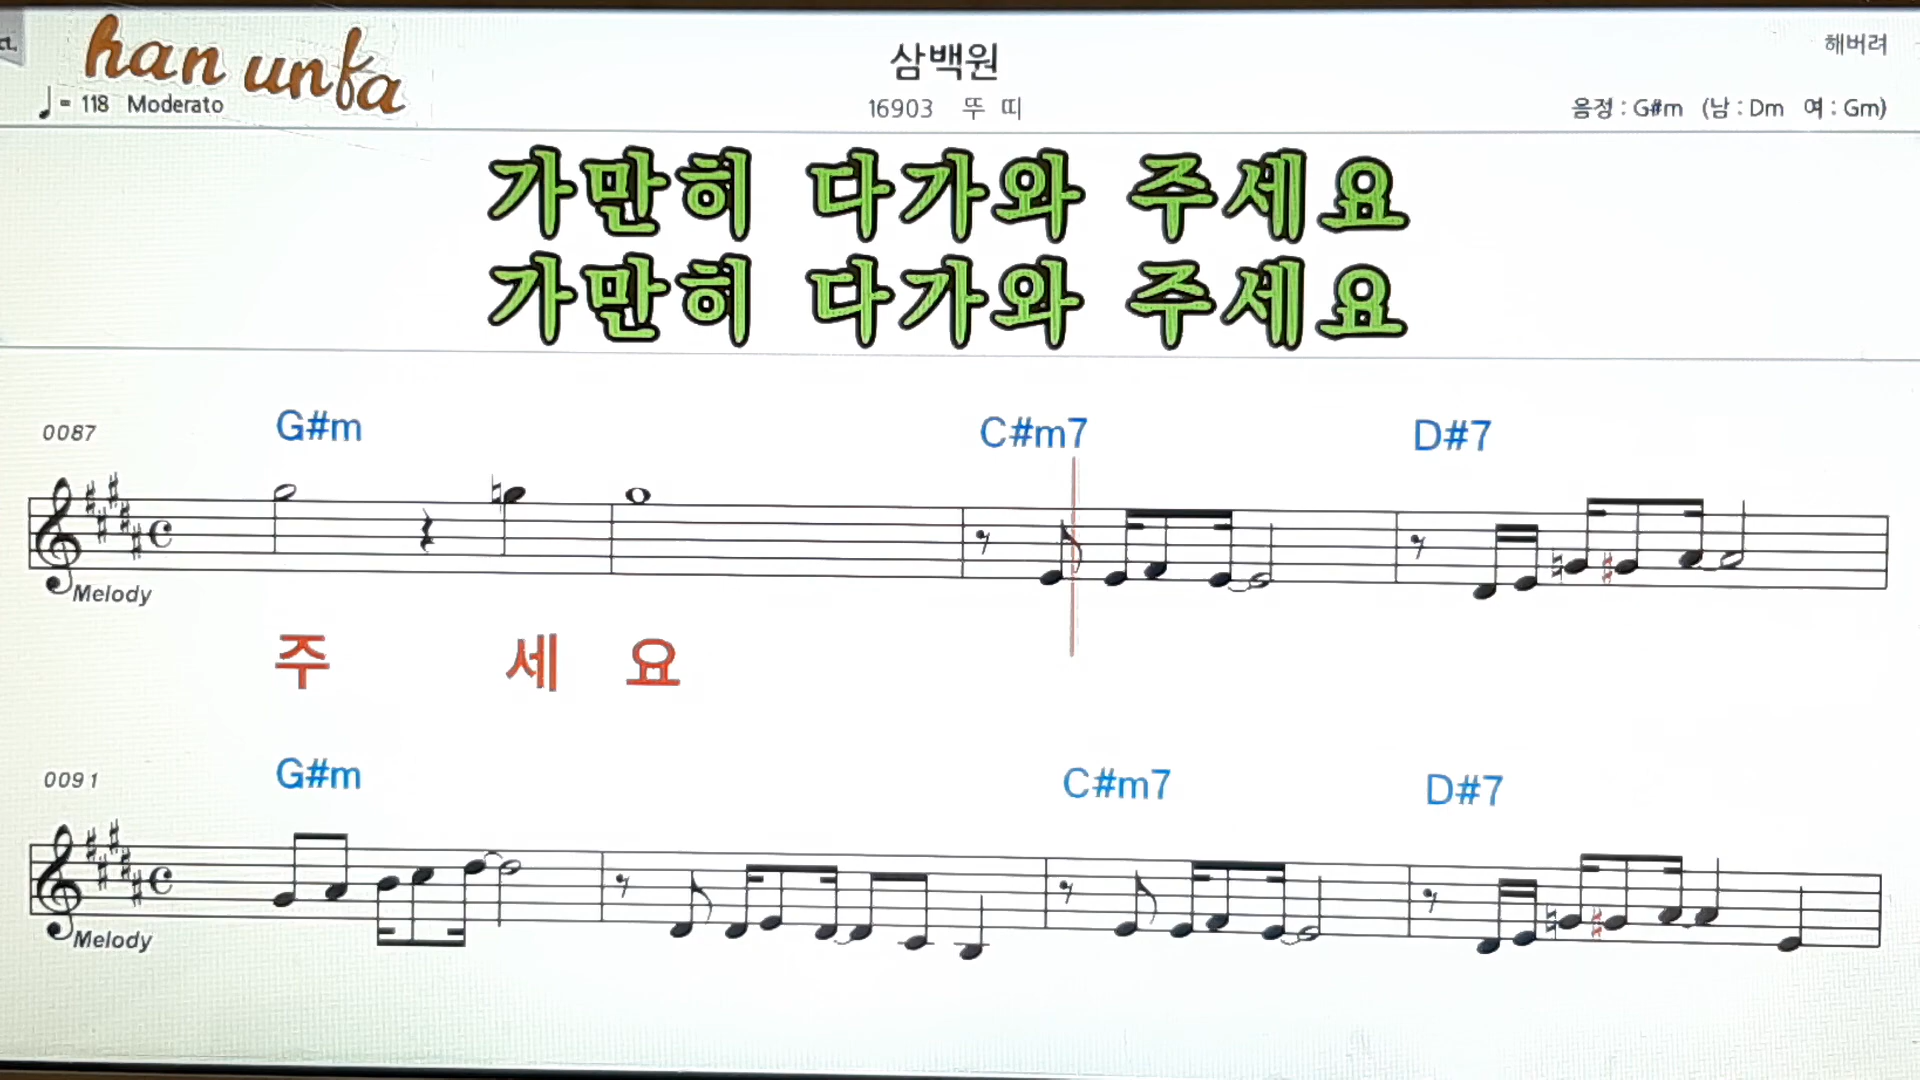 han unfa
♩= 118 Moderato
삼백원
16903 뚜 띠
해버려
음정 : G#m (남 : Dm 여 : Gm)
가만히 다가와 주세요
가만히 다가와 주세요
0087 G#m C#m7 D#7
Melody
주 세 요
0091 G#m C#m7 D#7
Melody